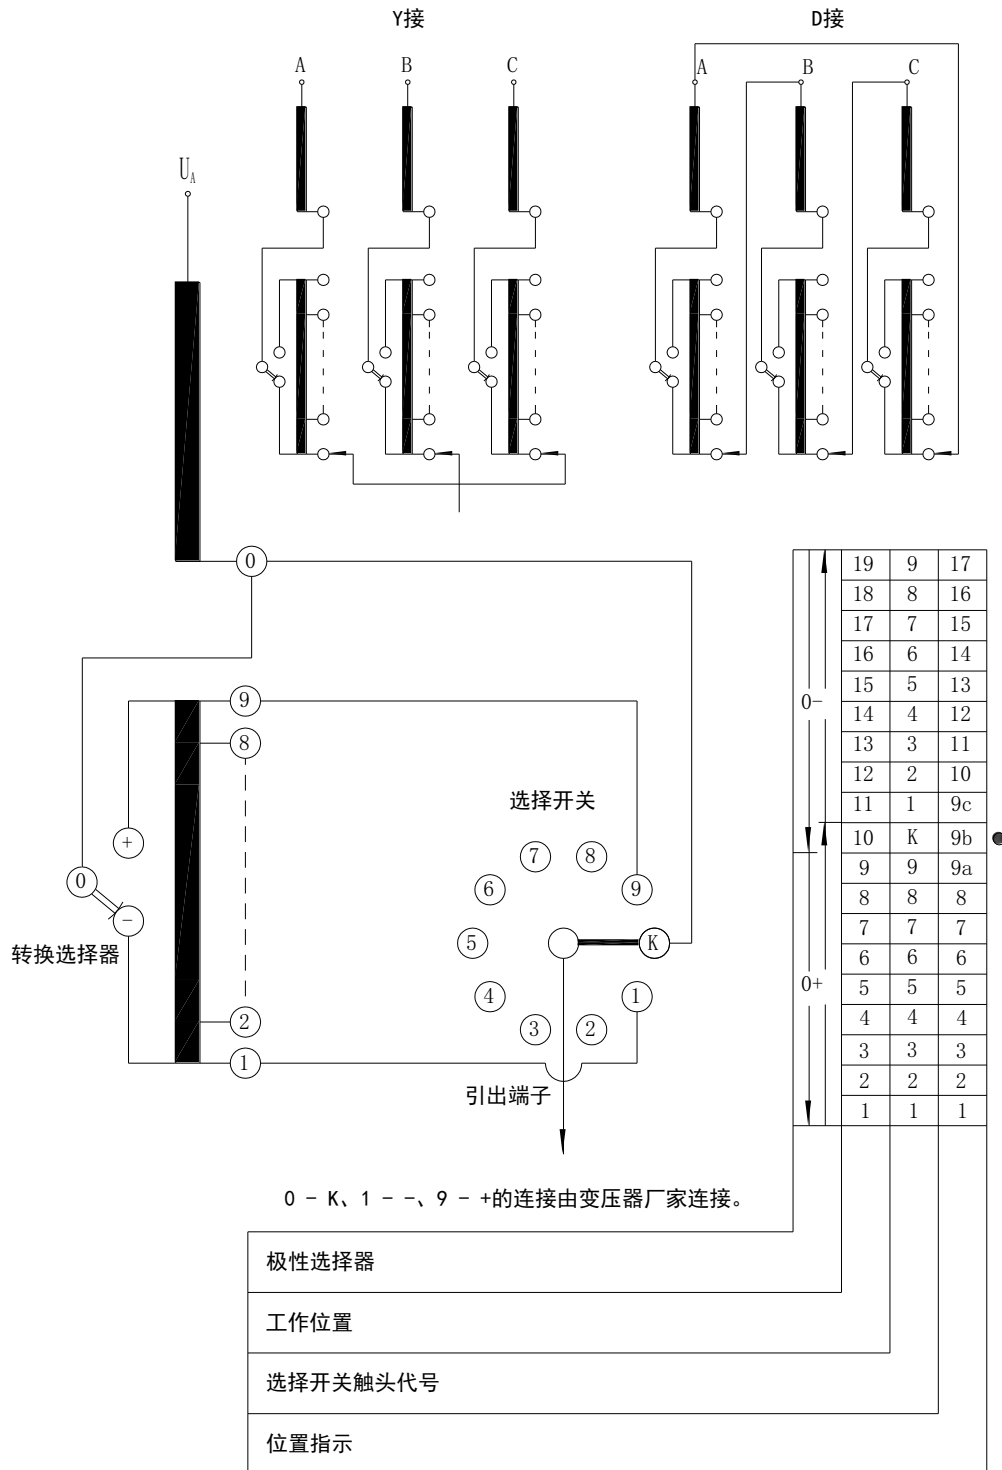 Y接 D接
A B C A B C
U_A
0
9
8
+
0
-
转换选择器
2
1
选择开关
7 8
6 9
5 K
4 1
3 2
引出端子
0-
0+
19 9 17
18 8 16
17 7 15
16 6 14
15 5 13
14 4 12
13 3 11
12 2 10
11 1 9c
10 K 9b
9 9 9a
8 8 8
7 7 7
6 6 6
5 5 5
4 4 4
3 3 3
2 2 2
1 1 1
0 - K、1 - -、9 - +的连接由变压器厂家连接。
极性选择器
工作位置
选择开关触头代号
位置指示